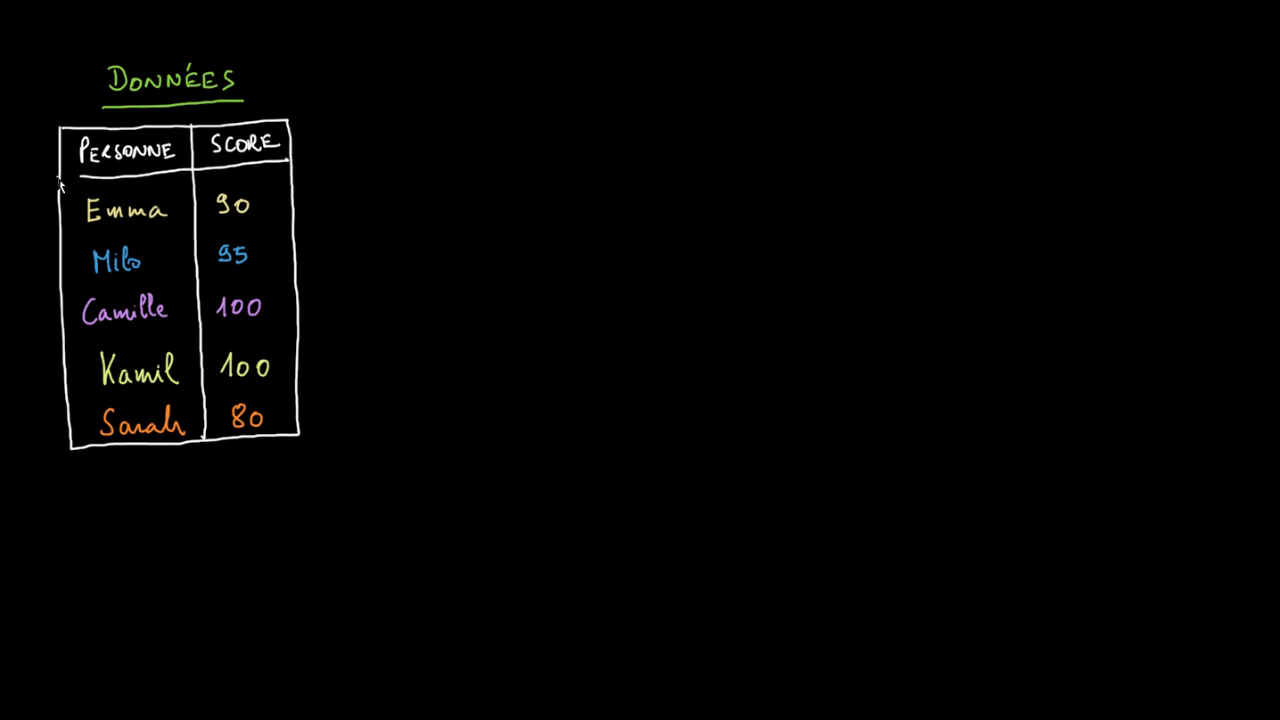 DONNÉES
PERSONNE SCORE
Emma 90
Milo 95
Camille 100
Kamil 100
Sarah 80